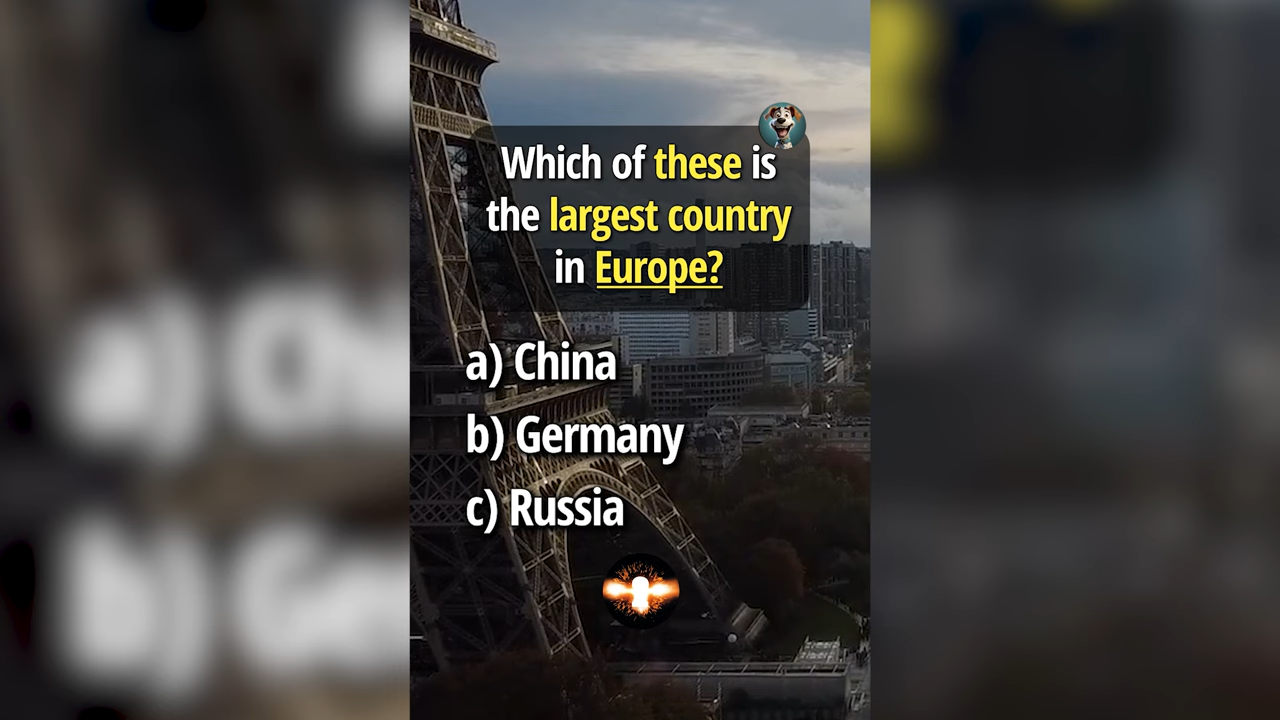 Which of these is
the largest country
in Europe?
a) China
b) Germany
c) Russia